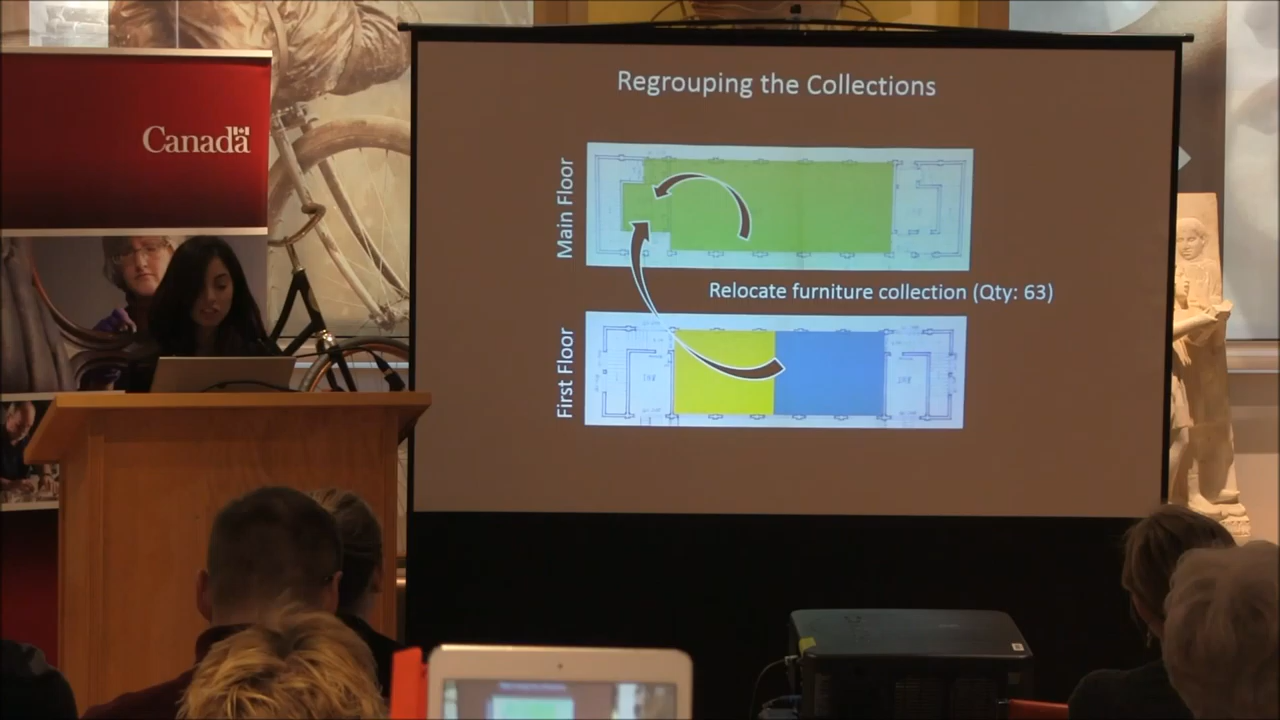 Canada
Regrouping the Collections
Main Floor
Relocate furniture collection (Qty: 63)
First Floor